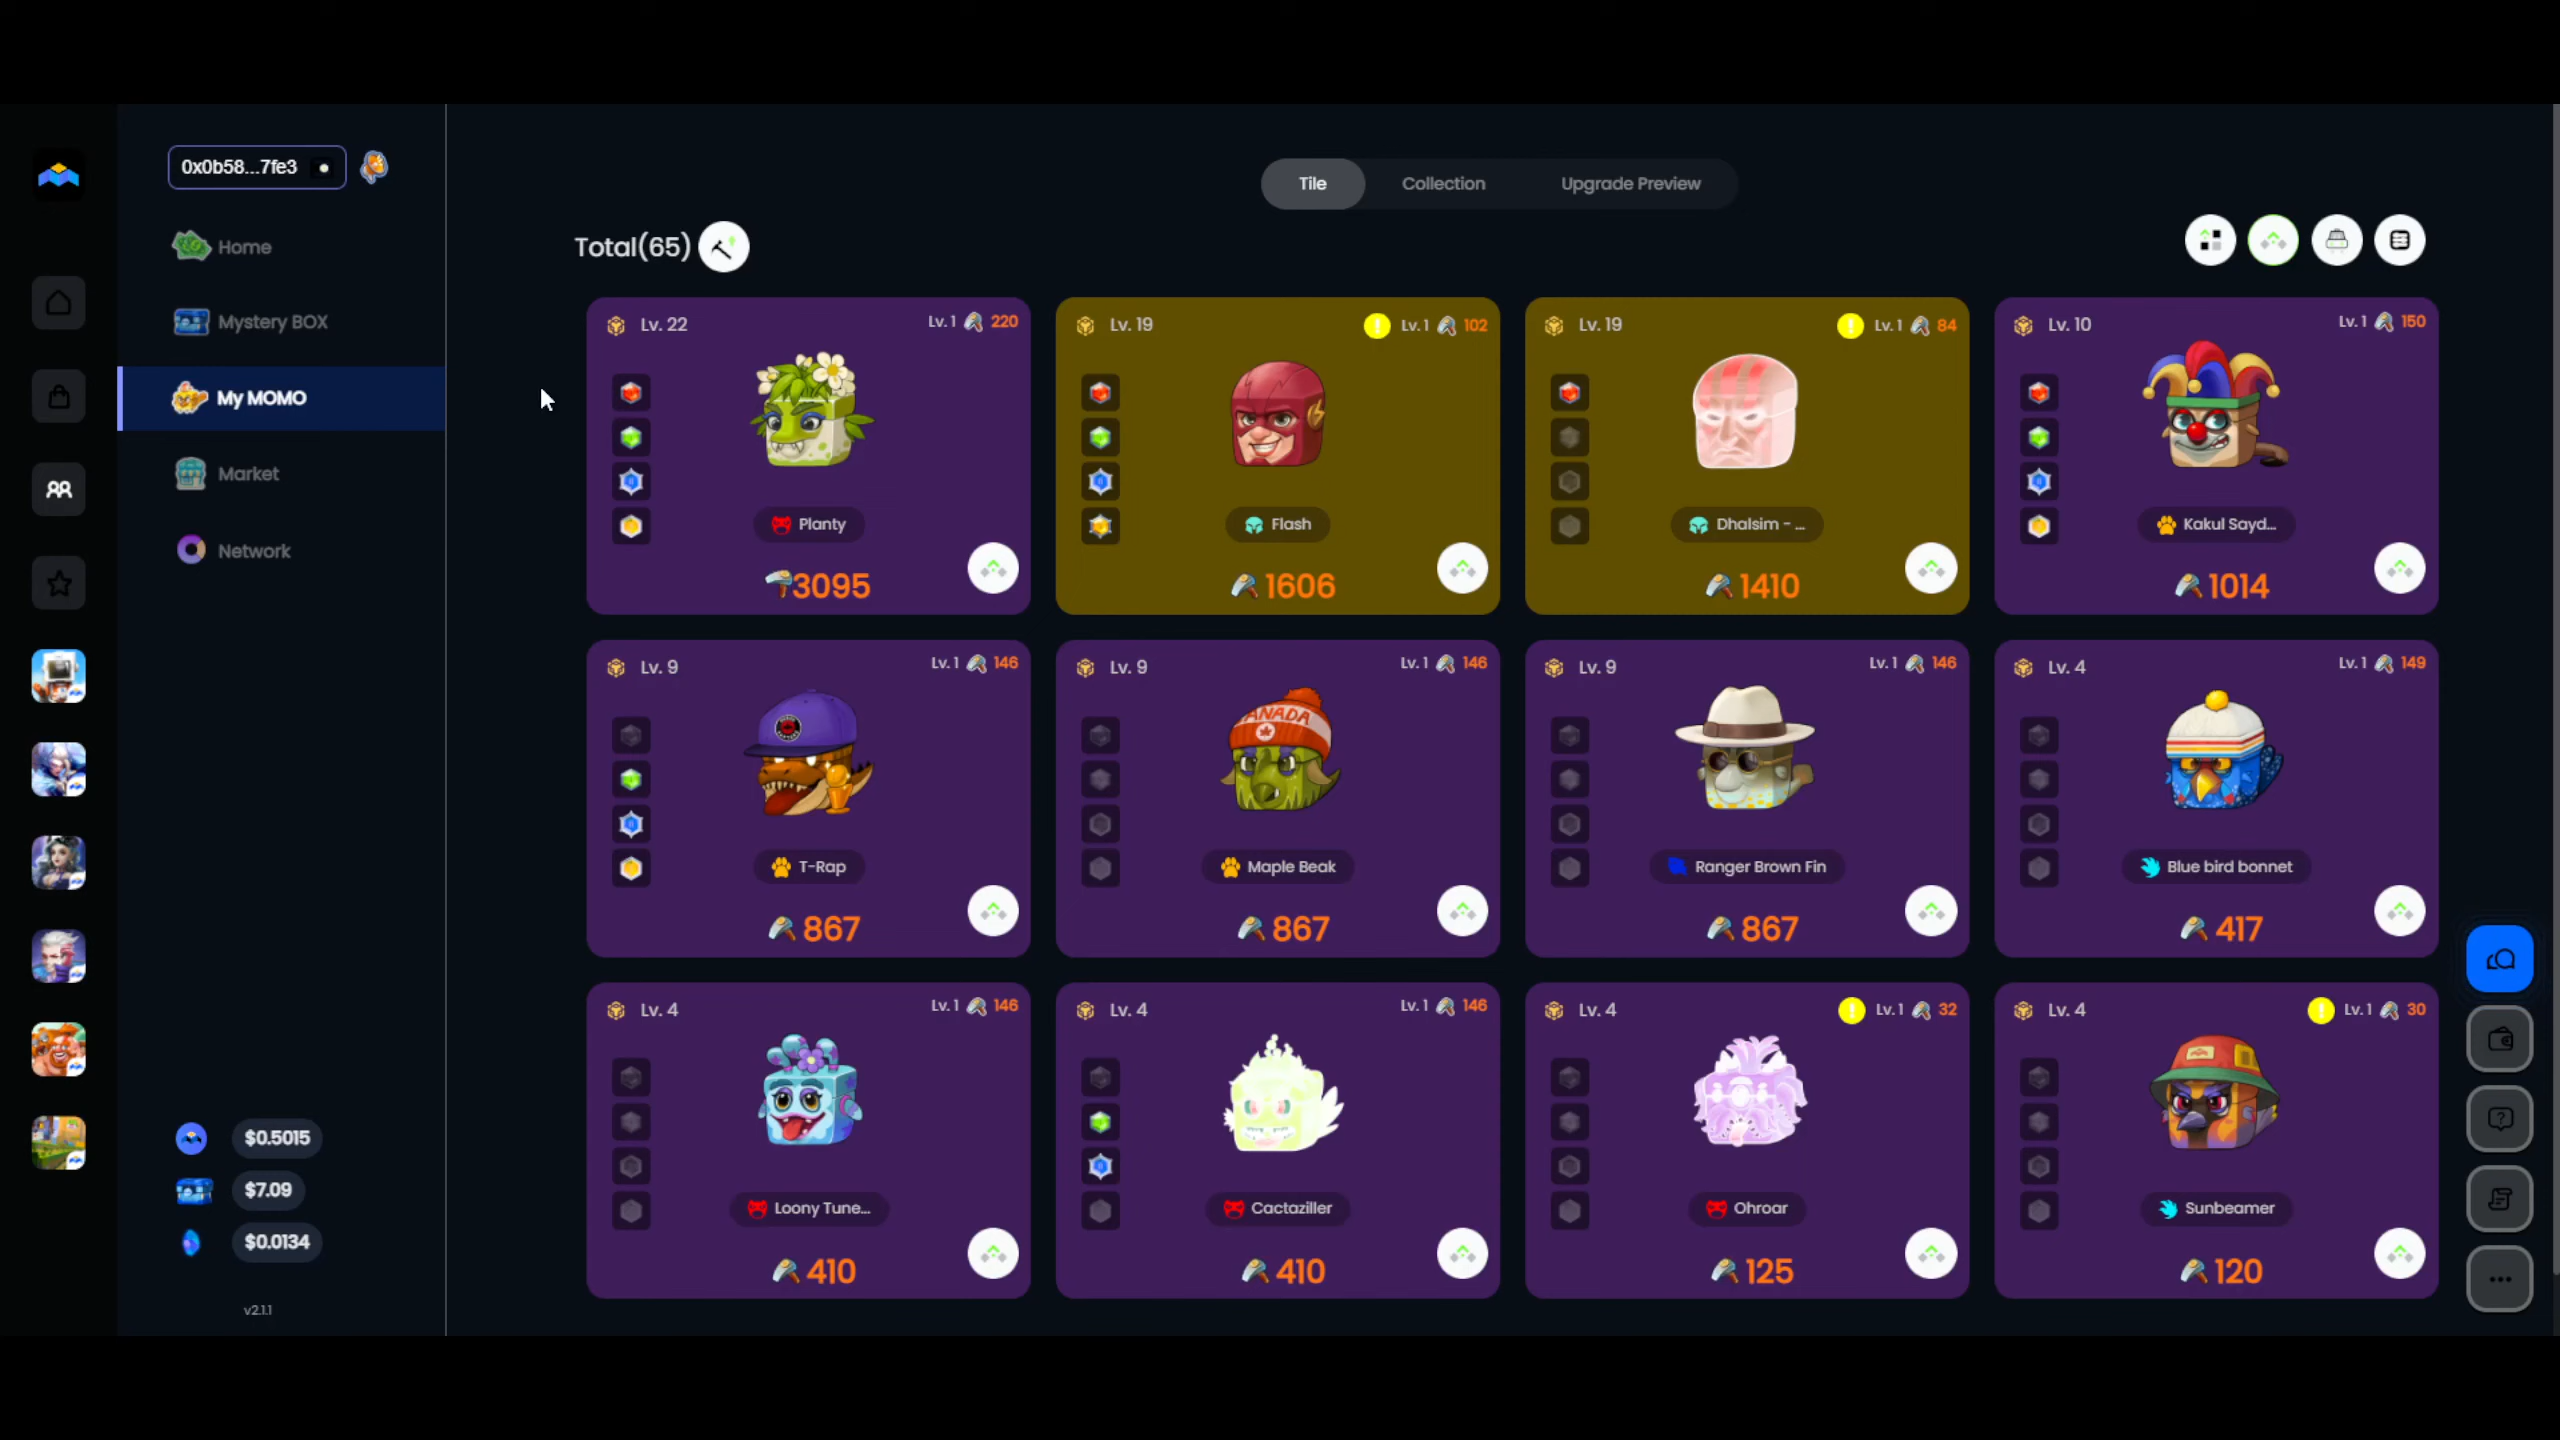 0x0b58...7fe3
Home
Mystery BOX
My MOMO
Market
Network
$0.5015
$7.09
$0.0134
v2.1.1
Tile Collection Upgrade Preview
Total(65)
Lv. 22 Lv. 1 220
Planty
3095
Lv. 19 Lv. 1 102
Flash
1606
Lv. 19 Lv. 1 84
Dhalsim - ...
1410
Lv. 10 Lv. 1 150
Kakul Sayd...
1014
Lv. 9 Lv. 1 146
T-Rap
867
Lv. 9 Lv. 1 146
CANADA
Maple Beak
867
Lv. 9 Lv. 1 146
Ranger Brown Fin
867
Lv. 4 Lv. 1 149
Blue bird bonnet
417
Lv. 4 Lv. 1 146
Loony Tune...
410
Lv. 4 Lv. 1 146
Cactaziller
410
Lv. 4 Lv. 1 32
Ohroar
125
Lv. 4 Lv. 1 30
Sunbeamer
120